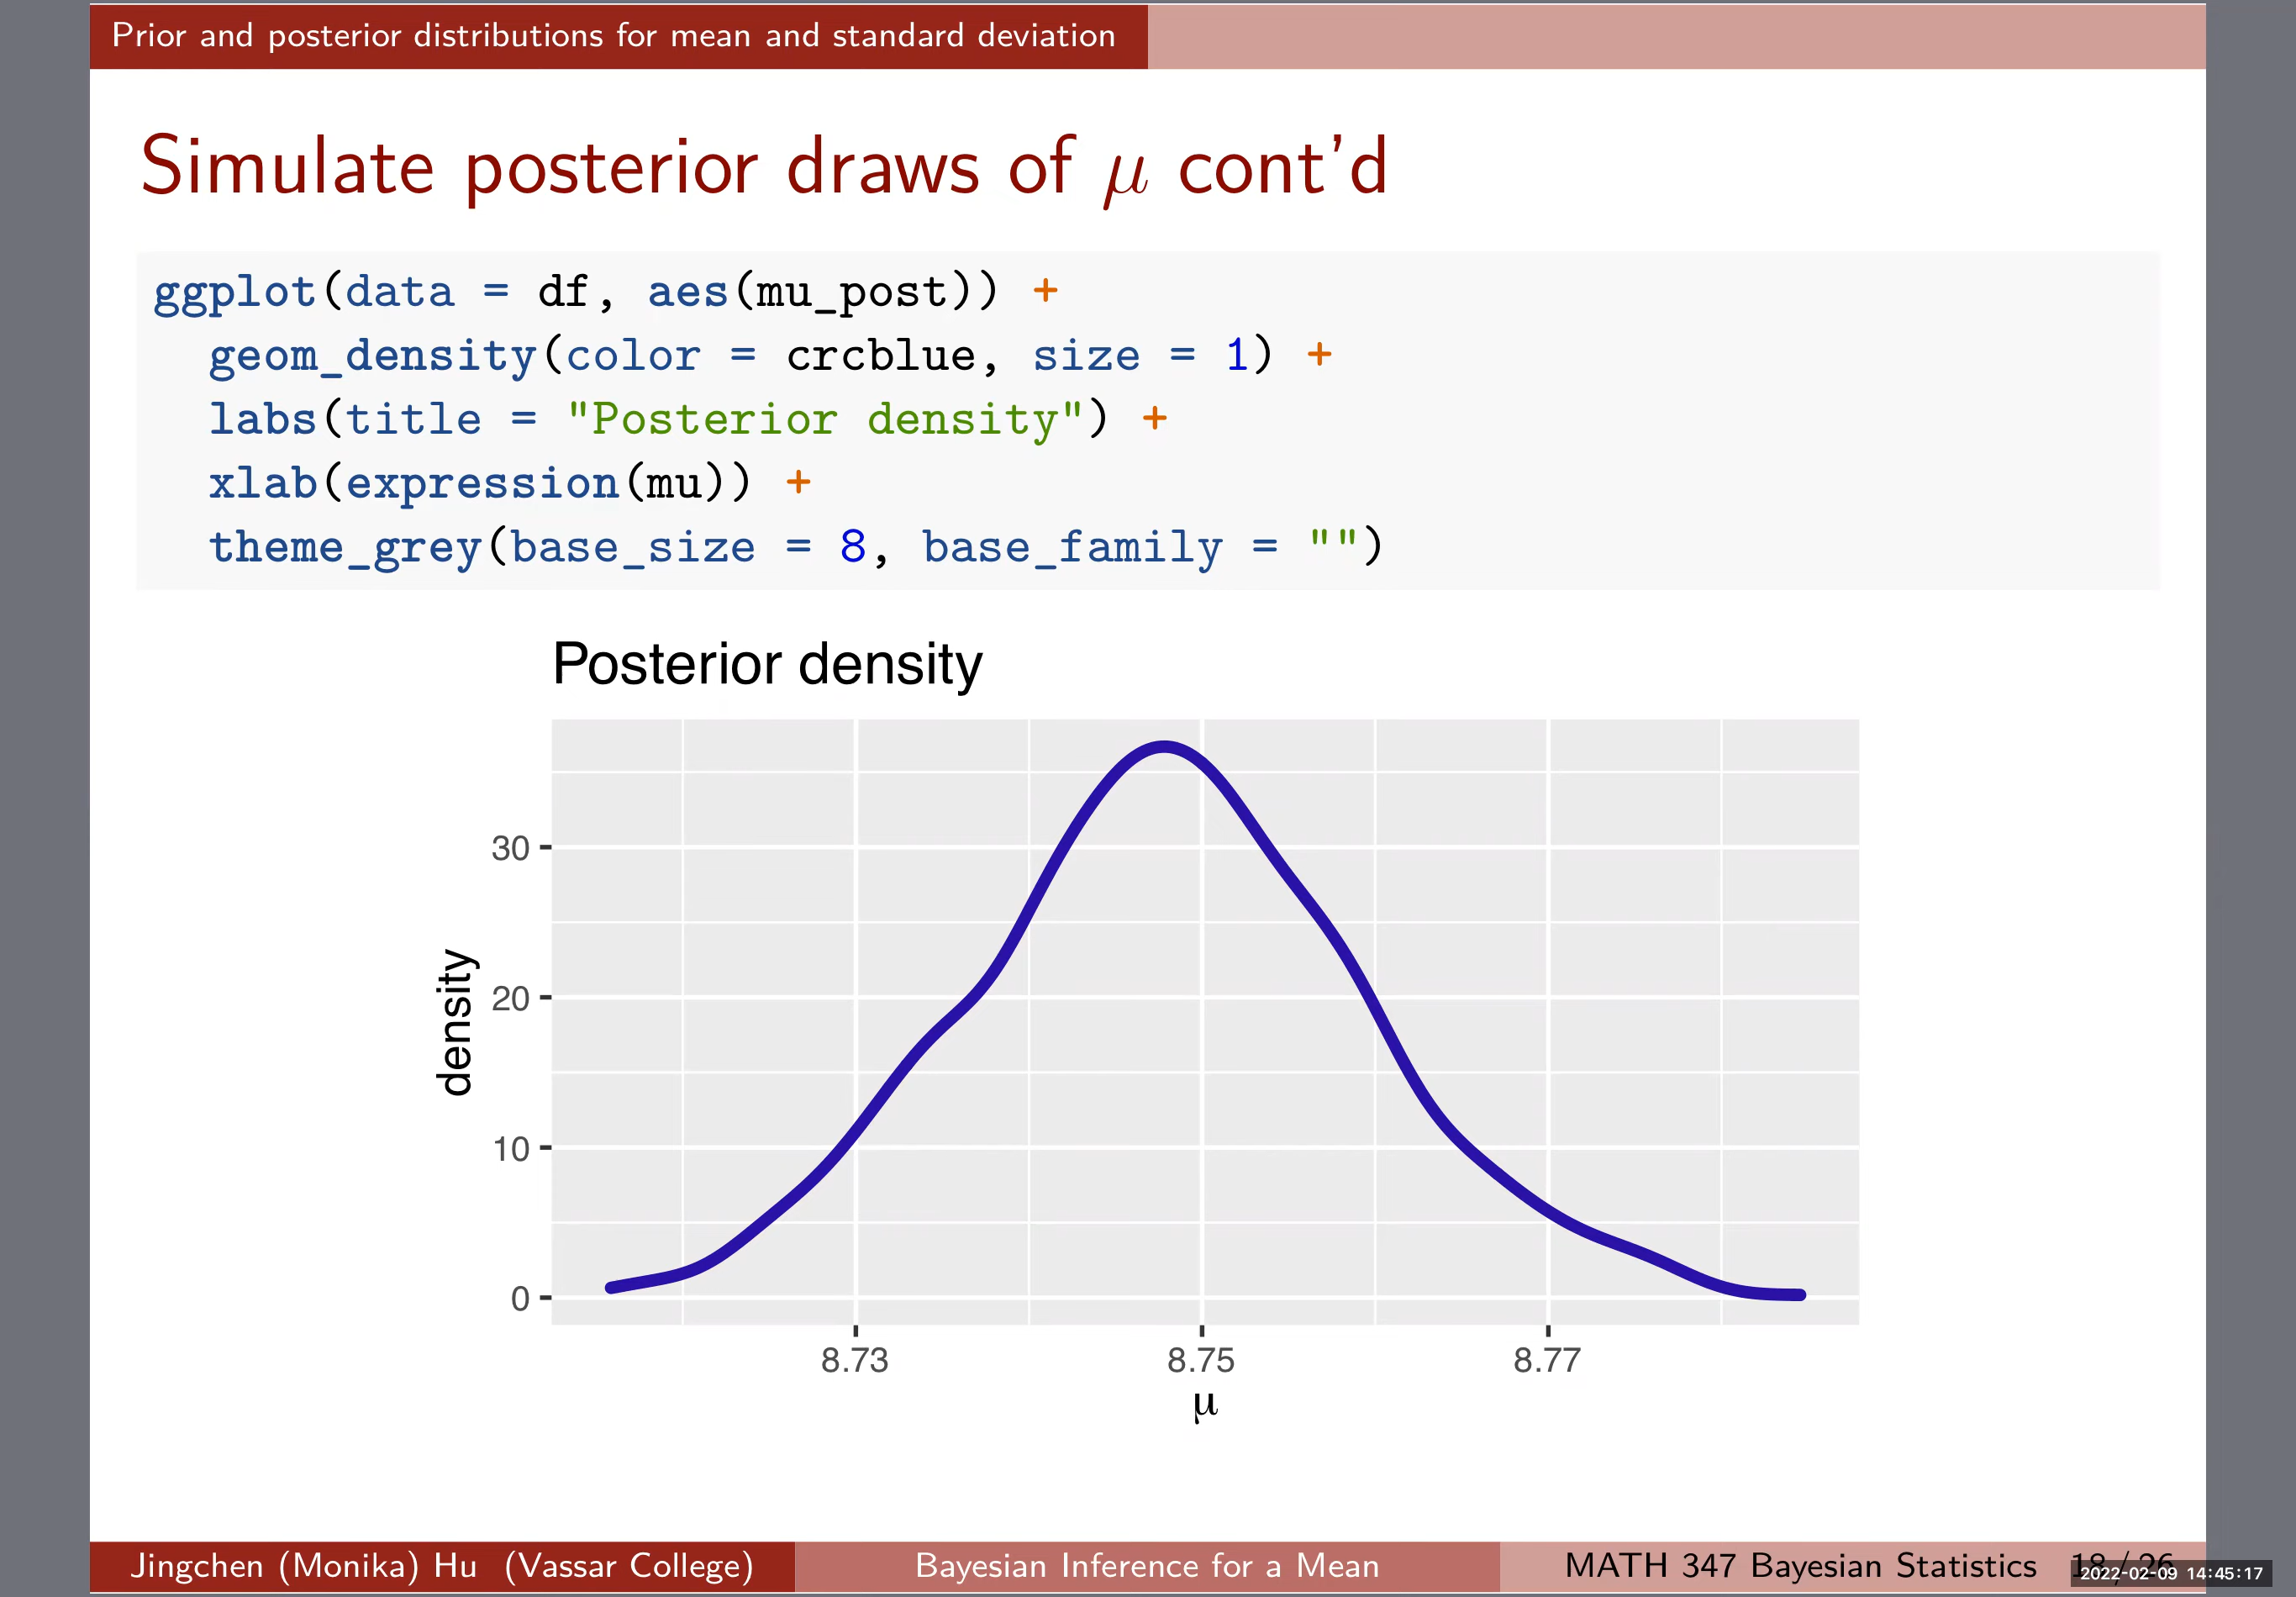 Prior and posterior distributions for mean and standard deviation
Simulate posterior draws of μ cont'd
ggplot(data = df, aes(mu_post)) +
  geom_density(color = crcblue, size = 1) +
  labs(title = "Posterior density") +
  xlab(expression(mu)) +
  theme_grey(base_size = 8, base_family = "")
Posterior density
density
30
20
10
0
8.73 8.75 8.77
μ
Jingchen (Monika) Hu (Vassar College) Bayesian Inference for a Mean MATH 347 Bayesian Statistics 18 / 26
2022-02-09 14:45:17